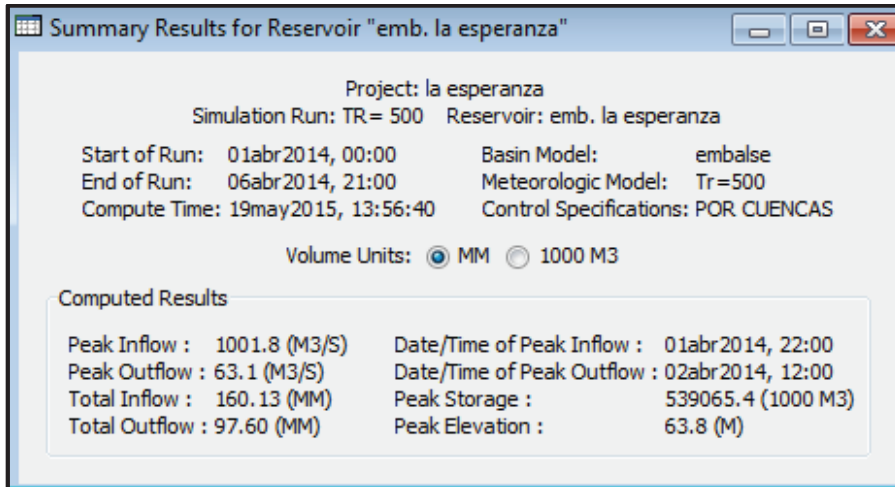 Summary Results for Reservoir "emb. la esperanza"
Project: la esperanza
Simulation Run: TR= 500 Reservoir: emb. la esperanza
Start of Run: 01abr2014, 00:00 Basin Model: embalse
End of Run: 06abr2014, 21:00 Meteorologic Model: Tr=500
Compute Time: 19may2015, 13:56:40 Control Specifications: POR CUENCAS
Volume Units: MM 1000 M3
Computed Results
Peak Inflow : 1001.8 (M3/S) Date/Time of Peak Inflow : 01abr2014, 22:00
Peak Outflow : 63.1 (M3/S) Date/Time of Peak Outflow : 02abr2014, 12:00
Total Inflow : 160.13 (MM) Peak Storage : 539065.4 (1000 M3)
Total Outflow : 97.60 (MM) Peak Elevation : 63.8 (M)